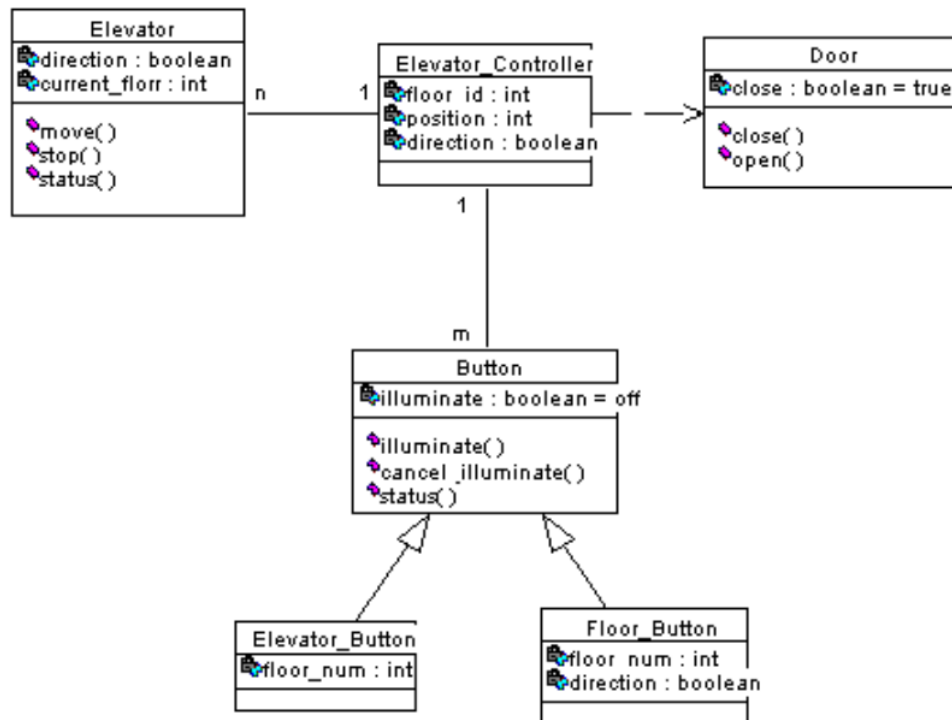 Elevator
direction : boolean
current_florr : int
move( )
stop( )
status( )
n
1
Elevator_Controller
floor_id : int
position : int
direction : boolean
Door
close : boolean = true
close( )
open( )
1
m
Button
illuminate : boolean = off
illuminate( )
cancel_illuminate( )
status( )
Elevator_Button
floor_num : int
Floor_Button
floor_num : int
direction : boolean